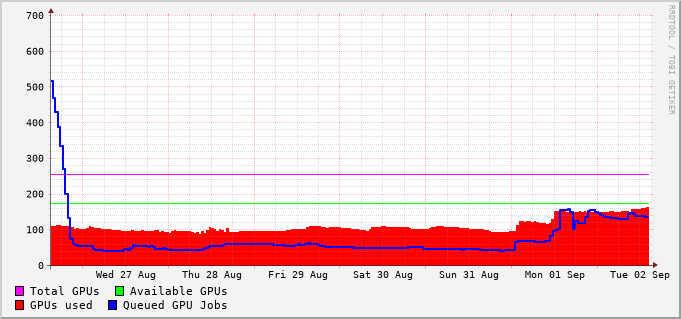 700
600
500
400
300
200
100
0
Wed 27 Aug Thu 28 Aug Fri 29 Aug Sat 30 Aug Sun 31 Aug Mon 01 Sep Tue 02 Sep
Total GPUs Available GPUs
GPUs used Queued GPU Jobs
RRDTOOL / TOBI OETIKER